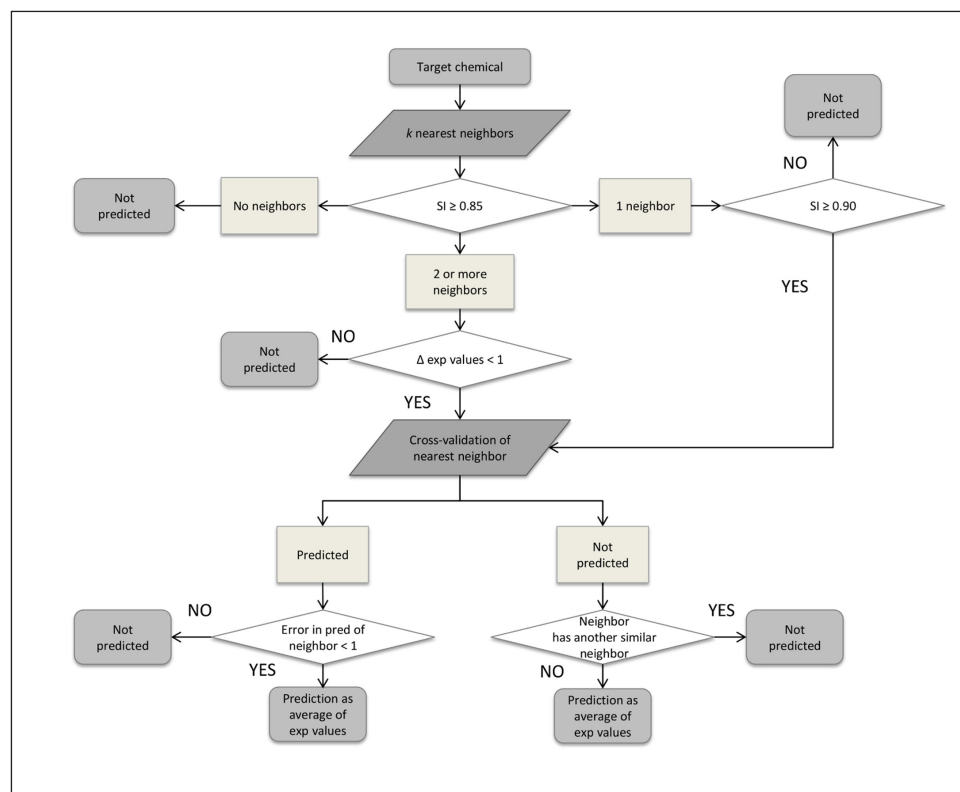 Target chemical
k nearest neighbors
Not
predicted
NO
Not
predicted
No neighbors
SI ≥ 0.85
1 neighbor
SI ≥ 0.90
YES
2 or more
neighbors
NO
Not
predicted
Δ exp values < 1
YES
Cross-validation of
nearest neighbor
Predicted
Not
predicted
NO
Not
predicted
Error in pred of
neighbor < 1
YES
Prediction as
average of
exp values
Neighbor
has another similar
neighbor
YES
Not
predicted
NO
Prediction as
average of
exp values